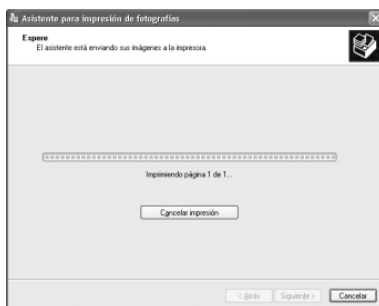 Asistente para impresión de fotografías
Espere
El asistente está enviando sus imágenes a la impresora.
Imprimiendo página 1 de 1...
Cancelar impresión
< Atrás
Siguiente >
Cancelar